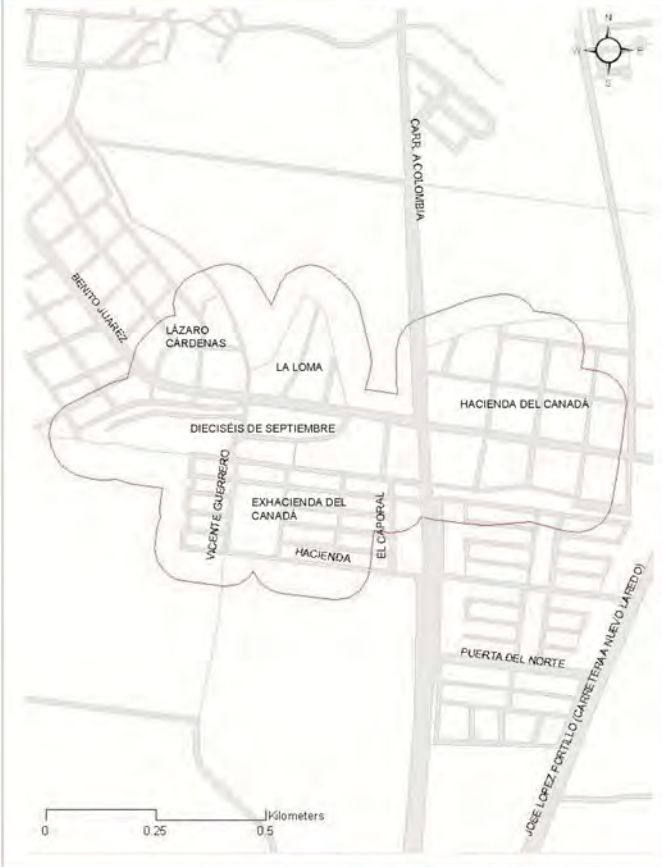 N
W E
S
CARR. A COLOMBIA
BENITO JUAREZ
LÁZARO
CÁRDENAS
LA LOMA
HACIENDA DEL CANADÁ
DIECISÉIS DE SEPTIEMBRE
VICENTE GUERRERO
EXHACIENDA DEL
CANADÁ
EL CAPORAL
HACIENDA
PUERTA DEL NORTE
JOSE LOPEZ PORTILLO (CARRETERA A NUEVO LAREDO)
Kilometers
0 0.25 0.5